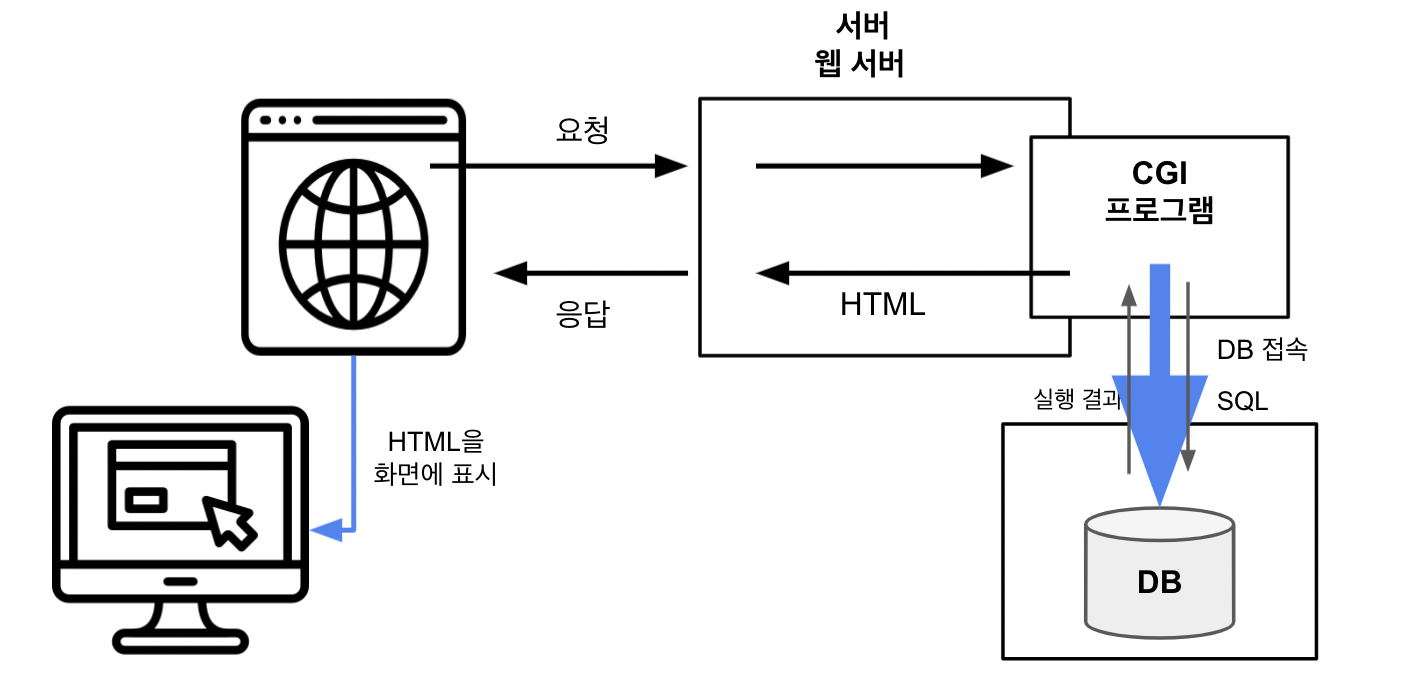 서버
웹 서버
요청
CGI
프로그램
응답
HTML
DB 접속
실행 결과
SQL
HTML을
화면에 표시
DB